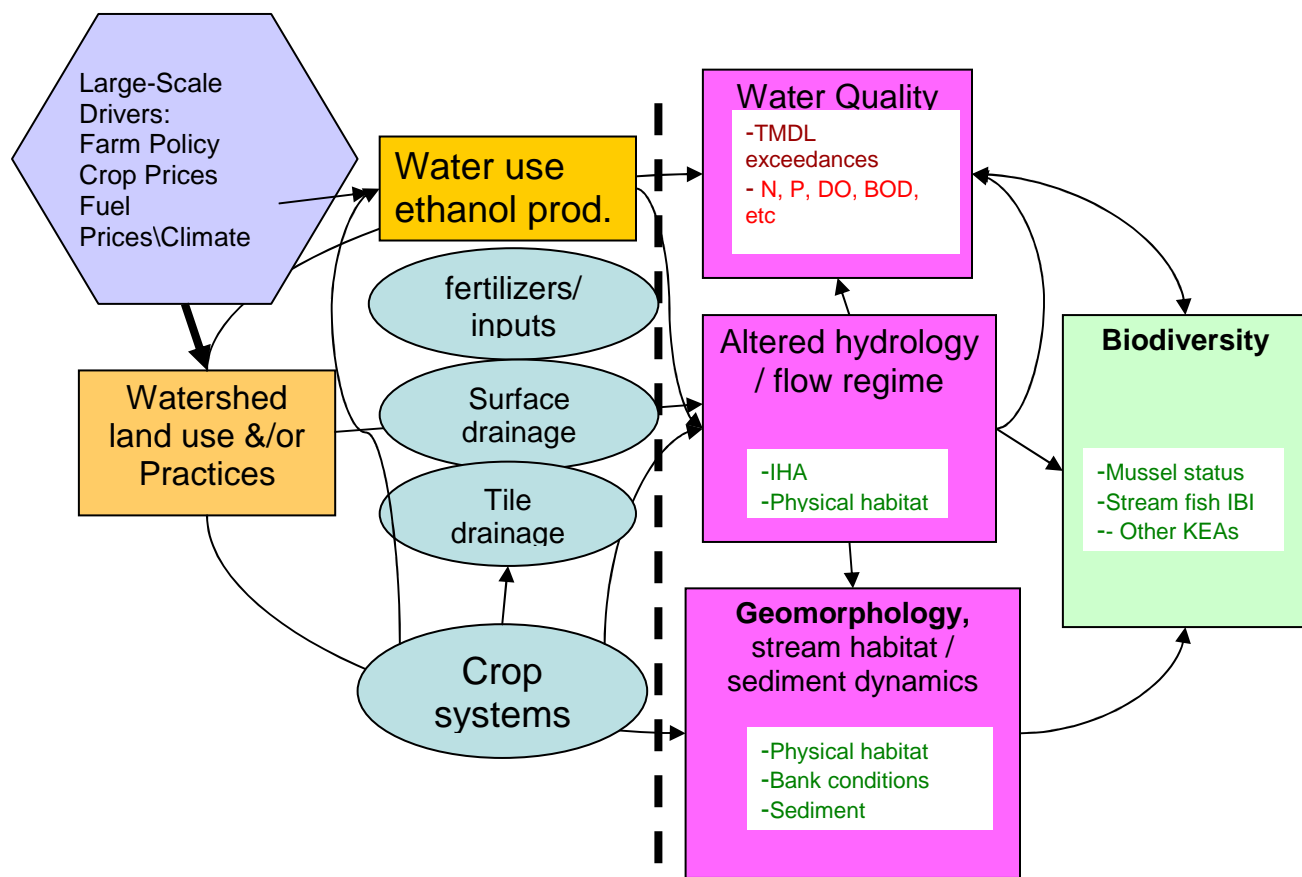 Large-Scale
Drivers:
Farm Policy
Crop Prices
Fuel
Prices\Climate
Water use
ethanol prod.
fertilizers/
inputs
Surface
drainage
Tile
drainage
Crop
systems
Watershed
land use &/or
Practices
Water Quality
-TMDL
exceedances
- N, P, DO, BOD,
etc
Altered hydrology
/ flow regime
-IHA
-Physical habitat
Geomorphology,
stream habitat /
sediment dynamics
-Physical habitat
-Bank conditions
-Sediment
Biodiversity
-Mussel status
-Stream fish IBI
-- Other KEAs